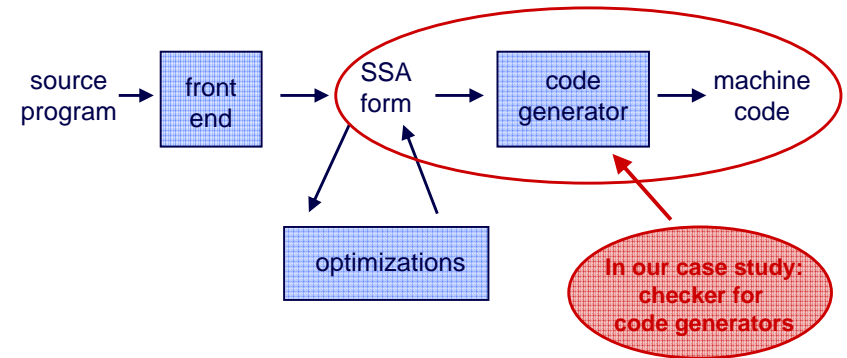 source
program
front
end
SSA
form
code
generator
machine
code
optimizations
In our case study:
checker for
code generators